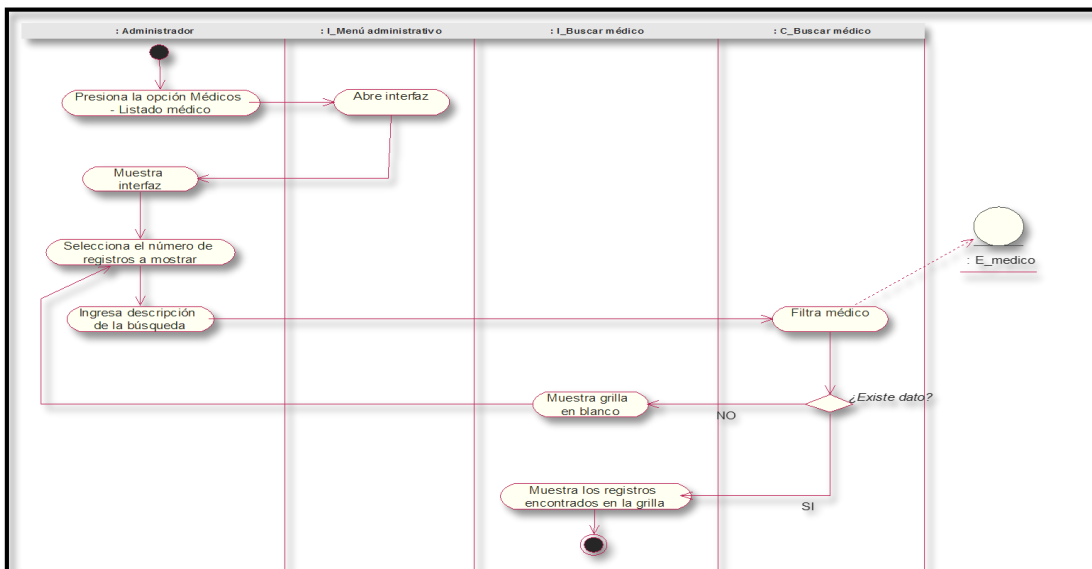 : Administrador
: I_Menú administrativo
: I_Buscar médico
: C_Buscar médico
Presiona la opción Médicos
- Listado médico
Abre interfaz
Muestra
interfaz
Selecciona el número de
registros a mostrar
: E_medico
Ingresa descripción
de la búsqueda
Filtra médico
¿Existe dato?
Muestra grilla
en blanco
NO
Muestra los registros
encontrados en la grilla
SI